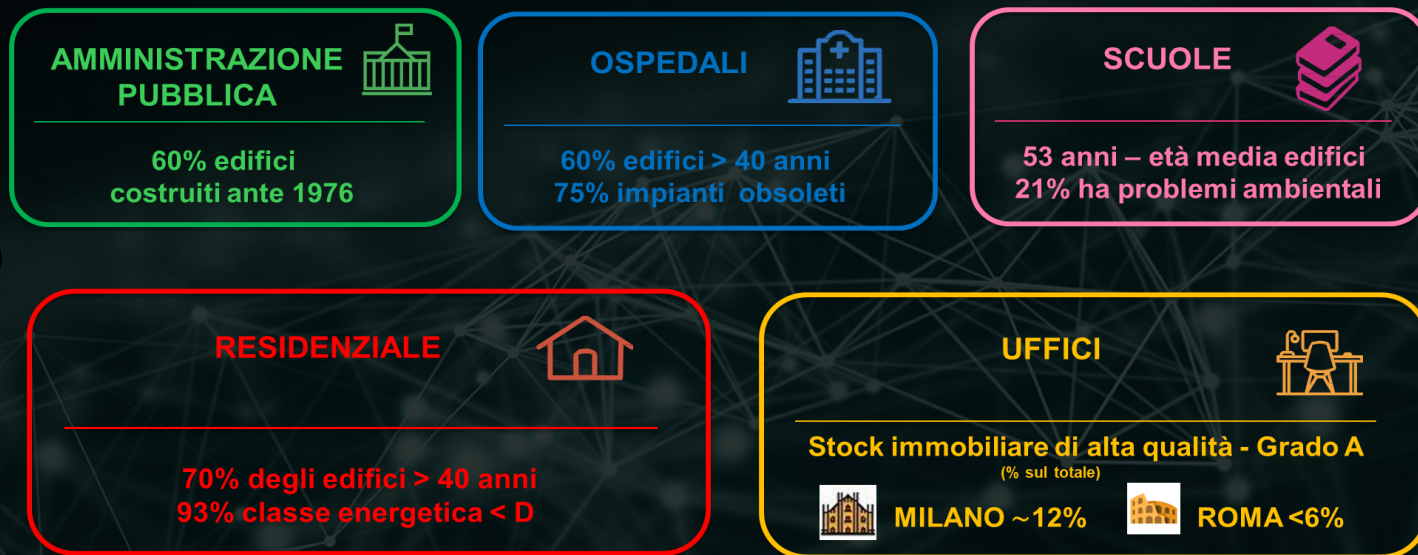 AMMINISTRAZIONE
PUBBLICA
60% edifici
costruiti ante 1976
OSPEDALI
60% edifici > 40 anni
75% impianti obsoleti
SCUOLE
53 anni – età media edifici
21% ha problemi ambientali
RESIDENZIALE
70% degli edifici > 40 anni
93% classe energetica < D
UFFICI
Stock immobiliare di alta qualità - Grado A
(% sul totale)
MILANO ~12%
ROMA <6%